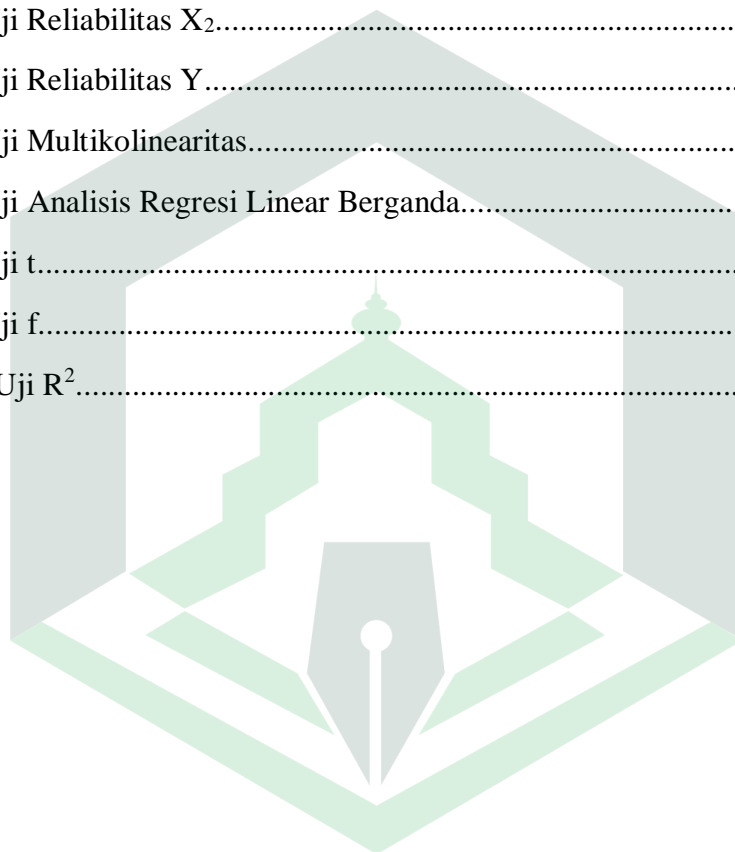 ji Reliabilitas X₂..........................................................................
ji Reliabilitas Y............................................................................
ji Multikolinearitas.....................................................................
ji Analisis Regresi Linear Berganda........................................
ji t...............................................................................................
ji f...............................................................................................
Uji R²..........................................................................................